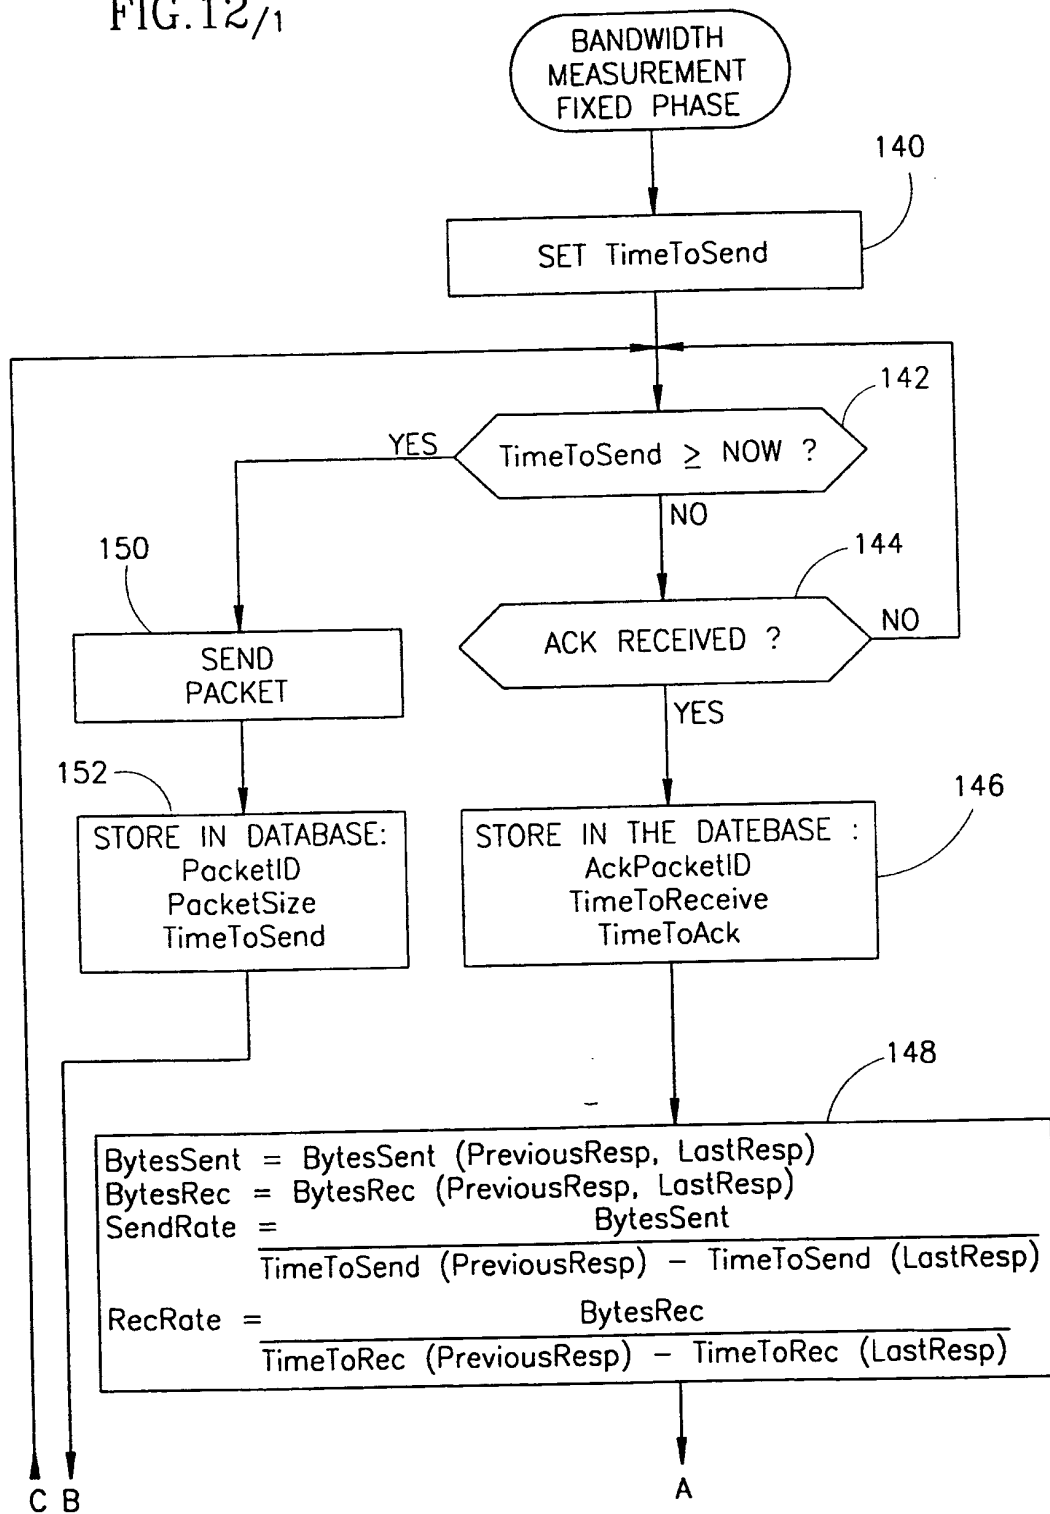 FIG.12/1
BANDWIDTH
MEASUREMENT
FIXED PHASE
140
SET TimeToSend
142
YES
TimeToSend ≥ NOW ?
NO
150
144
SEND
PACKET
ACK RECEIVED ?
NO
YES
152
146
STORE IN DATABASE:
PacketID
PacketSize
TimeToSend
STORE IN THE DATEBASE :
AckPacketID
TimeToReceive
TimeToAck
148
BytesSent = BytesSent (PreviousResp, LastResp)
BytesRec = BytesRec (PreviousResp, LastResp)
SendRate = BytesSent
TimeToSend (PreviousResp) − TimeToSend (LastResp)
RecRate = BytesRec
TimeToRec (PreviousResp) − TimeToRec (LastResp)
C B
A